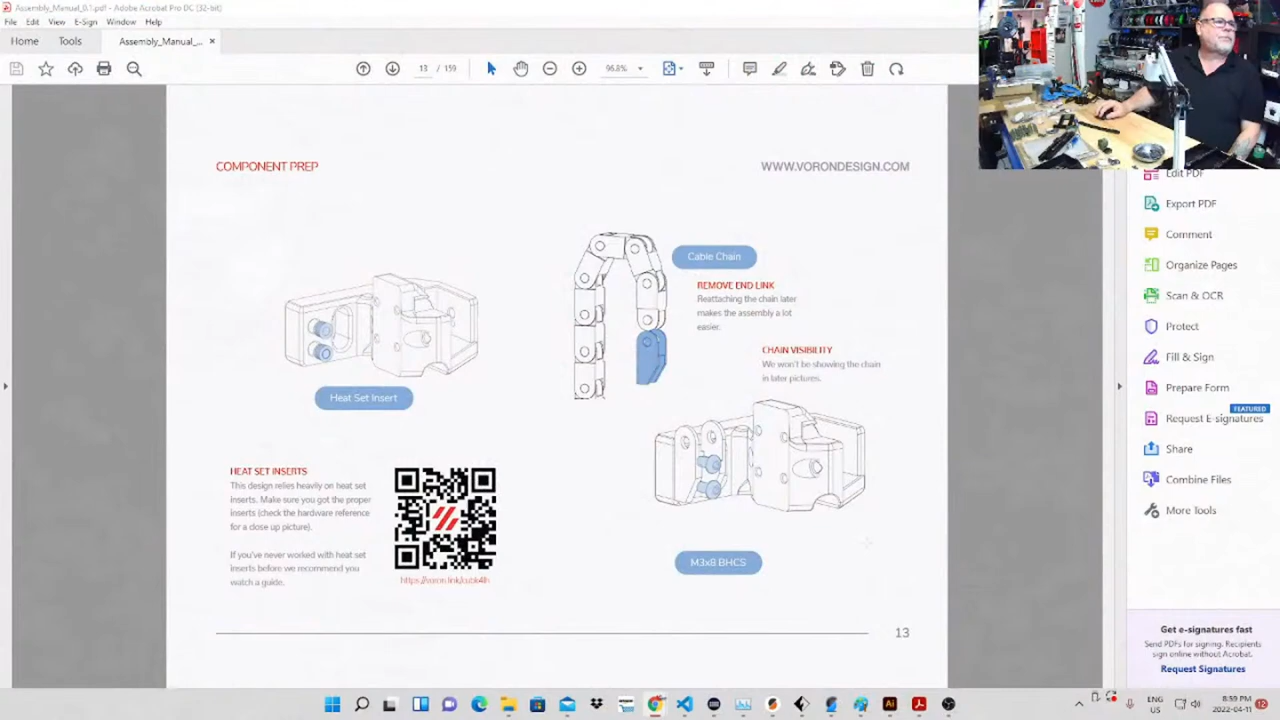 Assembly_Manual_0.1.pdf - Adobe Acrobat Pro DC (32-bit)
File Edit View E-Sign Window Help
Home Tools Assembly_Manual_... ×
13 / 159 96.8%
COMPONENT PREP
WWW.VORONDESIGN.COM
Cable Chain
REMOVE END LINK
Reattaching the chain later
makes the assembly a lot
easier.
CHAIN VISIBILITY
We won't be showing the chain
in later pictures.
Heat Set Insert
HEAT SET INSERTS
This design relies heavily on heat set
inserts. Make sure you got the proper
inserts (check the hardware reference
for a close up picture).
If you've never worked with heat set
inserts before we recommend you
watch a guide.
M3x8 BHCS
13
Edit PDF
Export PDF
Comment
Organize Pages
Scan & OCR
Protect
Fill & Sign
Prepare Form
FEATURED
Request E-signatures
Share
Combine Files
More Tools
Get e-signatures fast
Send PDFs for signing. Recipients
sign online without Acrobat.
Request Signatures
ENG
US
8:59 PM
2022-04-11
12